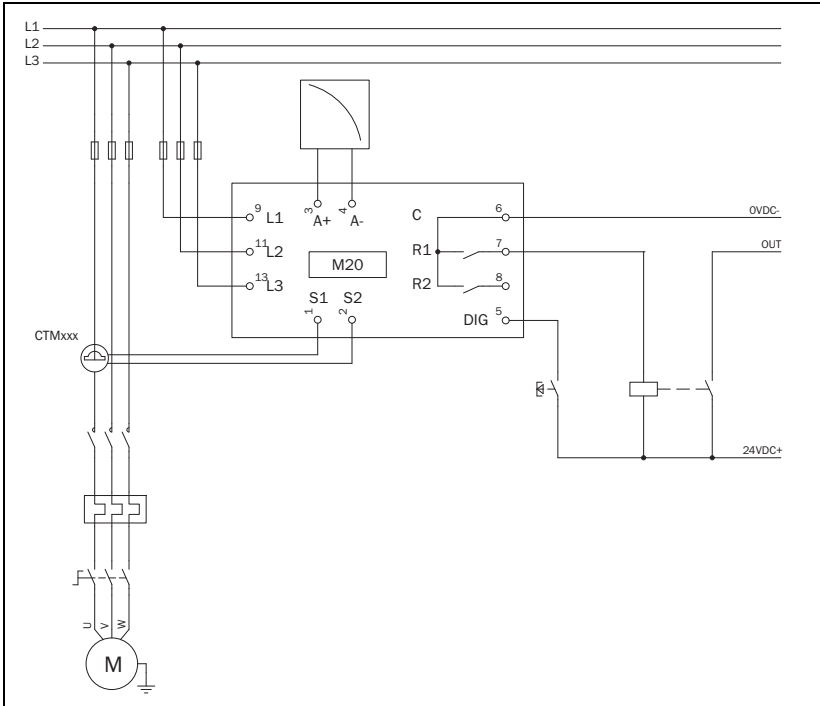 L1
L2
L3
3 4
A+ A-
9 L1
11 L2
13 L3
M20
S1 S2
1 2
C 6
R1 7
R2 8
DIG 5
0VDC-
OUT
24VDC+
CTMxxx
U V W
M